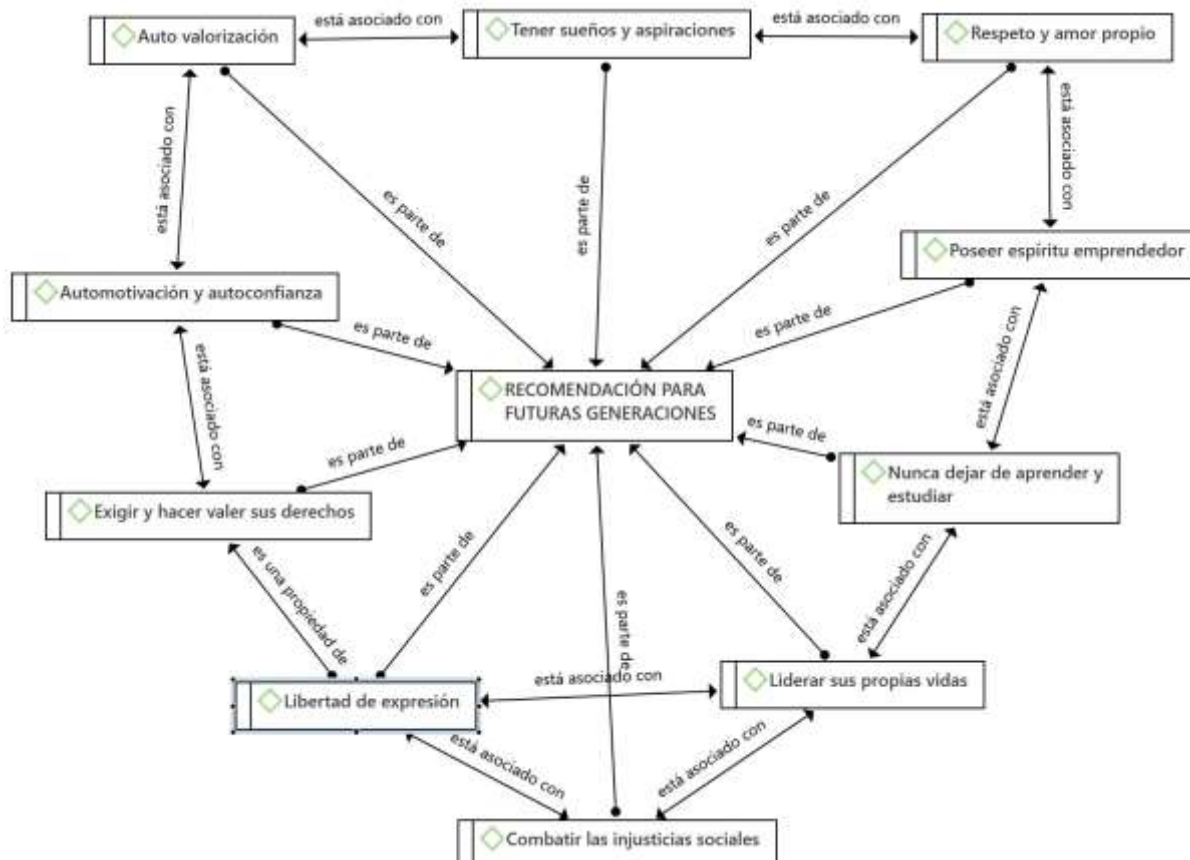 está asociado con
está asociado con
Auto valorización
Tener sueños y aspiraciones
Respeto y amor propio
está asociado con
está asociado con
es parte de
es parte de
es parte de
Poseer espíritu emprendedor
Automotivación y autoconfianza
es parte de
es parte de
está asociado con
está asociado con
RECOMENDACIÓN PARA
FUTURAS GENERACIONES
es parte de
es parte de
Nunca dejar de aprender y
estudiar
Exigir y hacer valer sus derechos
es una propiedad de
es parte de
es parte de
es parte de
está asociado con
está asociado con
Liderar sus propias vidas
Libertad de expresión
está asociado con
está asociado con
Combatir las injusticias sociales